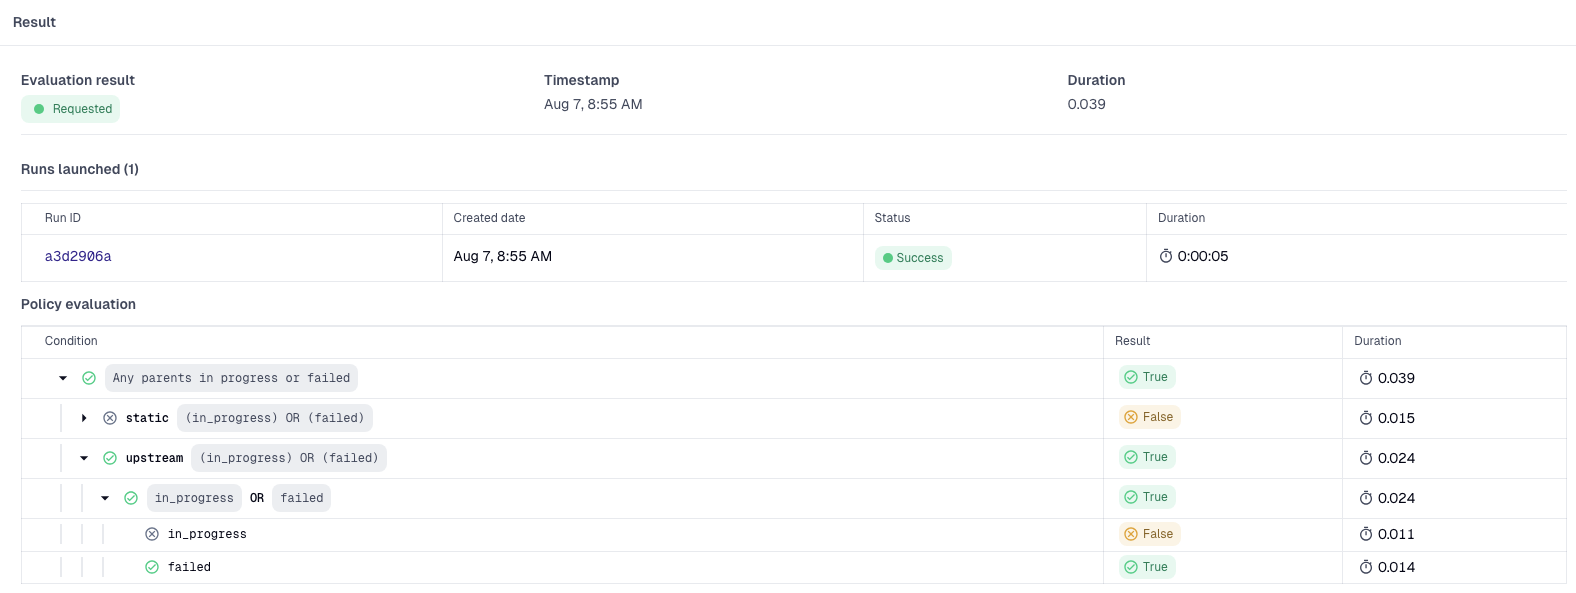 Result
Evaluation result Timestamp Duration
Requested Aug 7, 8:55 AM 0.039
Runs launched (1)
Run ID Created date Status Duration
a3d2906a Aug 7, 8:55 AM Success 0:00:05
Policy evaluation
Condition Result Duration
Any parents in progress or failed True 0.039
static (in_progress) OR (failed) False 0.015
upstream (in_progress) OR (failed) True 0.024
in_progress OR failed True 0.024
in_progress False 0.011
failed True 0.014